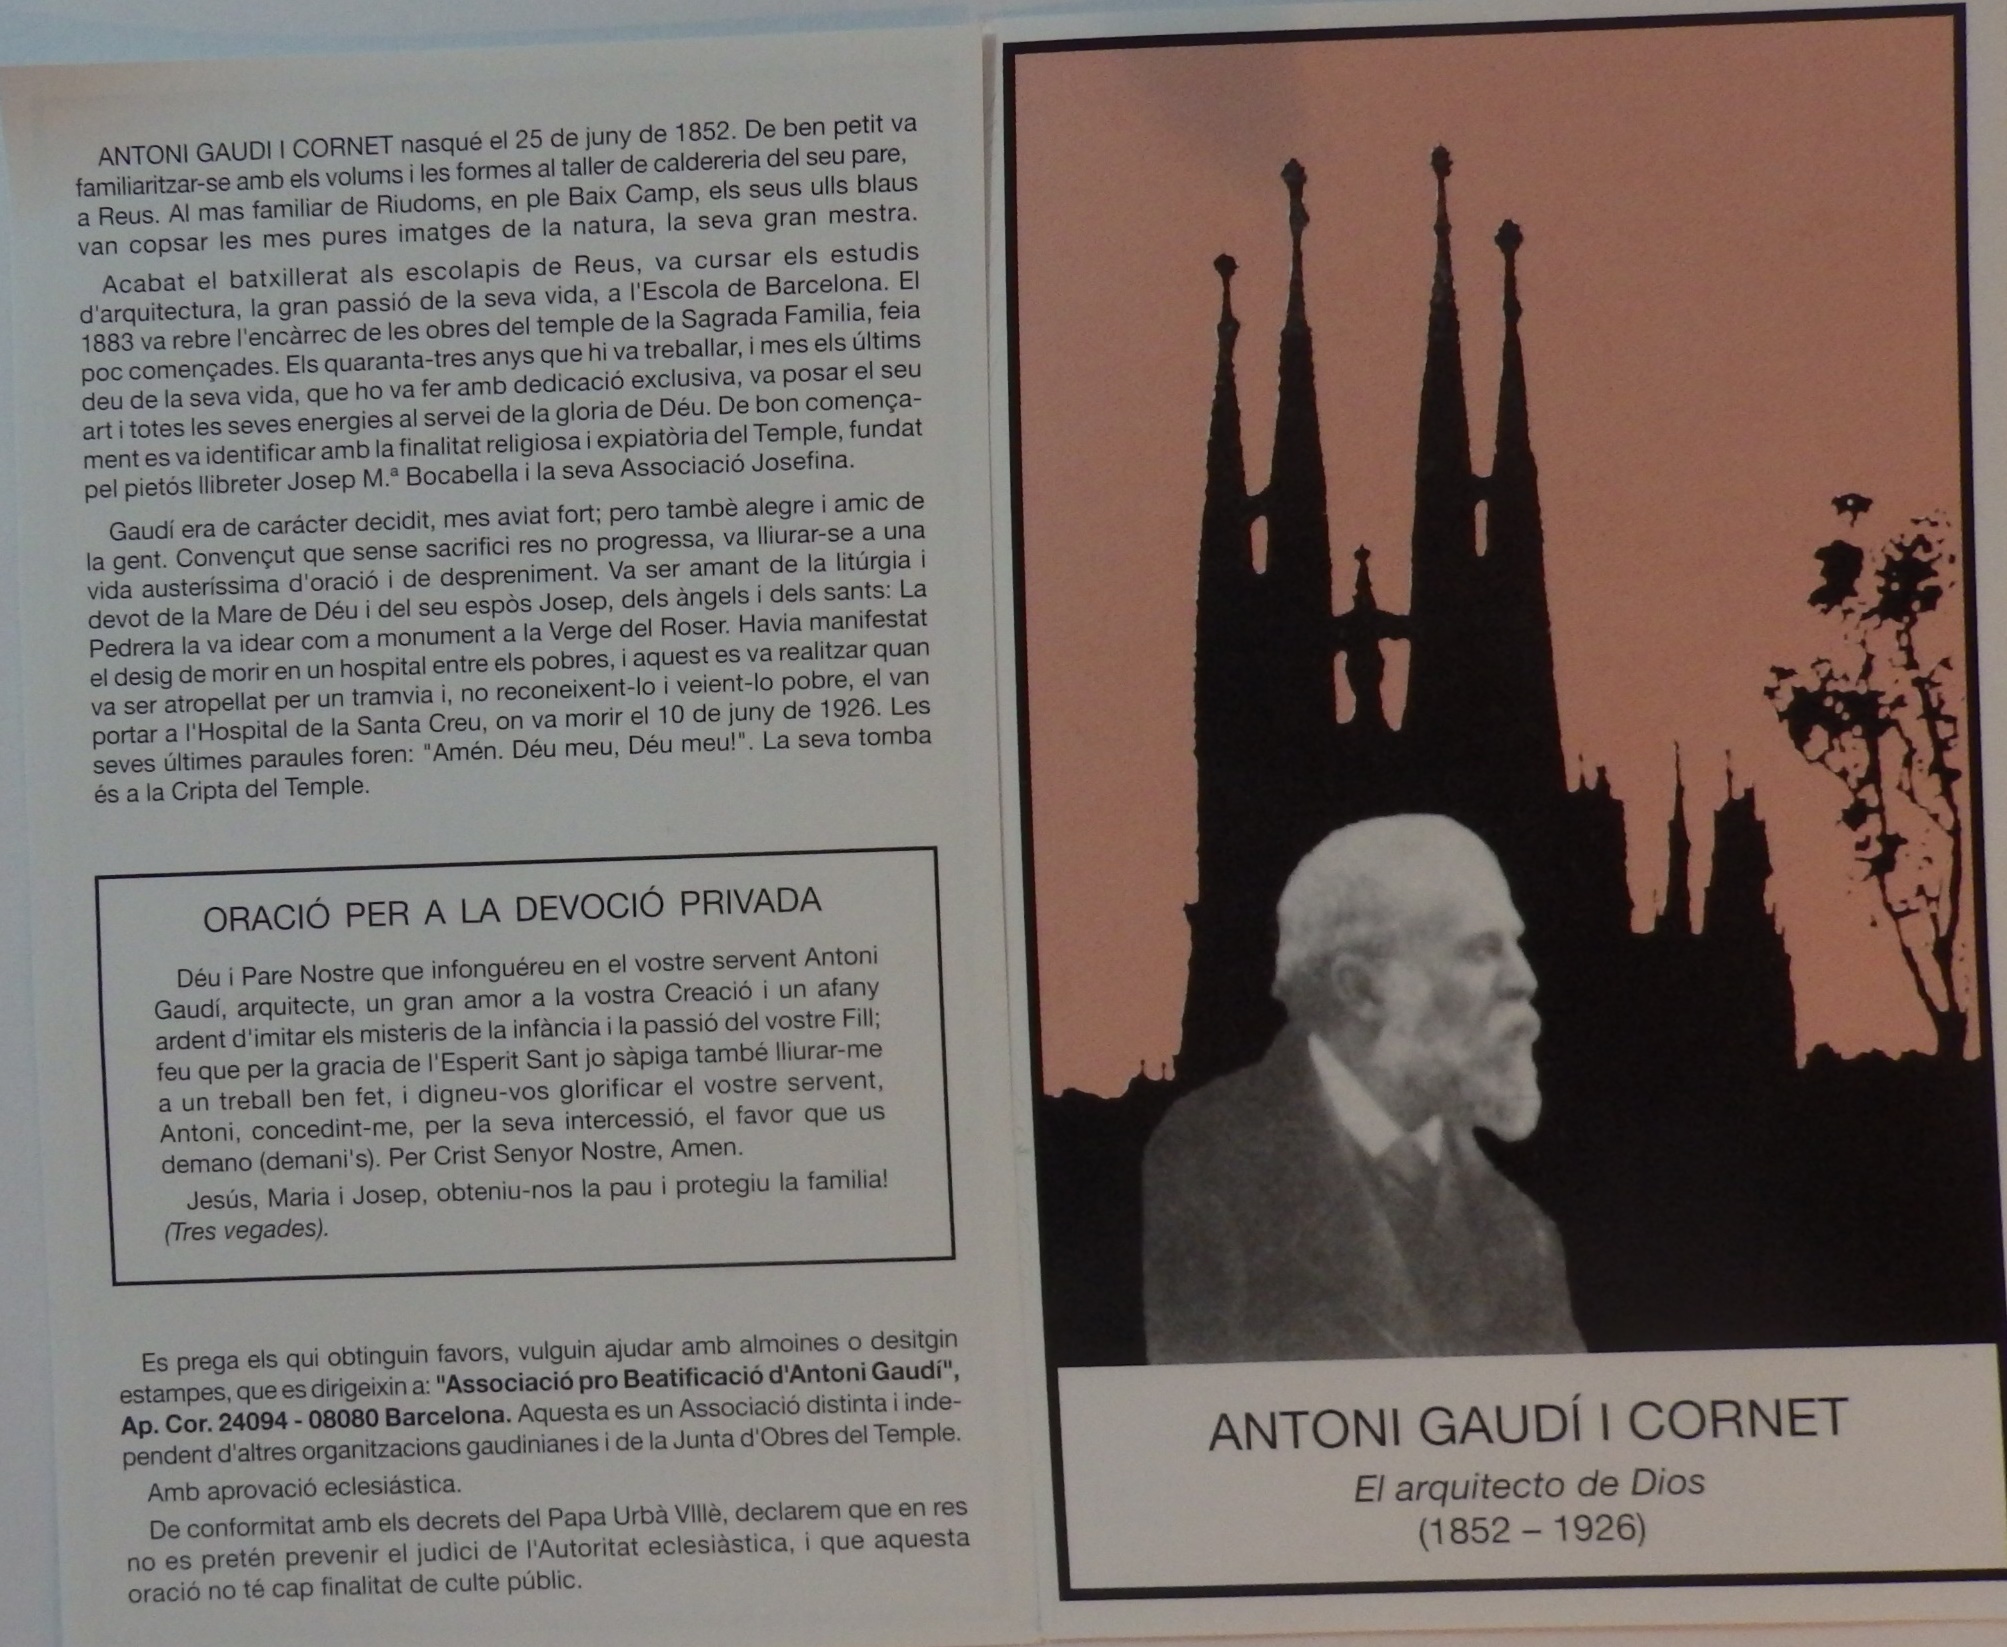 ANTONI GAUDI I CORNET nasqué el 25 de juny de 1852. De ben petit va
familiaritzar-se amb els volums i les formes al taller de caldereria del seu pare,
a Reus. Al mas familiar de Riudoms, en ple Baix Camp, els seus ulls blaus
van copsar les mes pures imatges de la natura, la seva gran mestra.
Acabat el batxillerat als escolapis de Reus, va cursar els estudis
d'arquitectura, la gran passió de la seva vida, a l'Escola de Barcelona. El
1883 va rebre l'encàrrec de les obres del temple de la Sagrada Familia, feia
poc començades. Els quaranta-tres anys que hi va treballar, i mes els últims
deu de la seva vida, que ho va fer amb dedicació exclusiva, va posar el seu
art i totes les seves energies al servei de la gloria de Déu. De bon comença-
ment es va identificar amb la finalitat religiosa i expiatòria del Temple, fundat
pel pietós llibreter Josep M.ª Bocabella i la seva Associació Josefina.
Gaudí era de carácter decidit, mes aviat fort; pero també alegre i amic de
la gent. Convençut que sense sacrifici res no progressa, va lliurar-se a una
vida austeríssima d'oració i de despreniment. Va ser amant de la litúrgia i
devot de la Mare de Déu i del seu espòs Josep, dels àngels i dels sants: La
Pedrera la va idear com a monument a la Verge del Roser. Havia manifestat
el desig de morir en un hospital entre els pobres, i aquest es va realitzar quan
va ser atropellat per un tramvia i, no reconeixent-lo i veient-lo pobre, el van
portar a l'Hospital de la Santa Creu, on va morir el 10 de juny de 1926. Les
seves últimes paraules foren: "Amén. Déu meu, Déu meu!". La seva tomba
és a la Cripta del Temple.
ORACIÓ PER A LA DEVOCIÓ PRIVADA
Déu i Pare Nostre que infonguéreu en el vostre servent Antoni
Gaudí, arquitecte, un gran amor a la vostra Creació i un afany
ardent d'imitar els misteris de la infància i la passió del vostre Fill;
feu que per la gracia de l'Esperit Sant jo sàpiga també lliurar-me
a un treball ben fet, i digneu-vos glorificar el vostre servent,
Antoni, concedint-me, per la seva intercessió, el favor que us
demano (demani's). Per Crist Senyor Nostre, Amen.
Jesús, Maria i Josep, obteniu-nos la pau i protegiu la familia!
(Tres vegades).
Es prega els qui obtinguin favors, vulguin ajudar amb almoines o desitgin
estampes, que es dirigeixin a: "Associació pro Beatificació d'Antoni Gaudí",
Ap. Cor. 24094 - 08080 Barcelona. Aquesta es un Associació distinta i inde-
pendent d'altres organitzacions gaudinianes i de la Junta d'Obres del Temple.
Amb aprovació eclesiástica.
De conformitat amb els decrets del Papa Urbà VIIIè, declarem que en res
no es pretén prevenir el judici de l'Autoritat eclesiàstica, i que aquesta
oració no té cap finalitat de culte públic.
ANTONI GAUDÍ I CORNET
El arquitecto de Dios
(1852 – 1926)